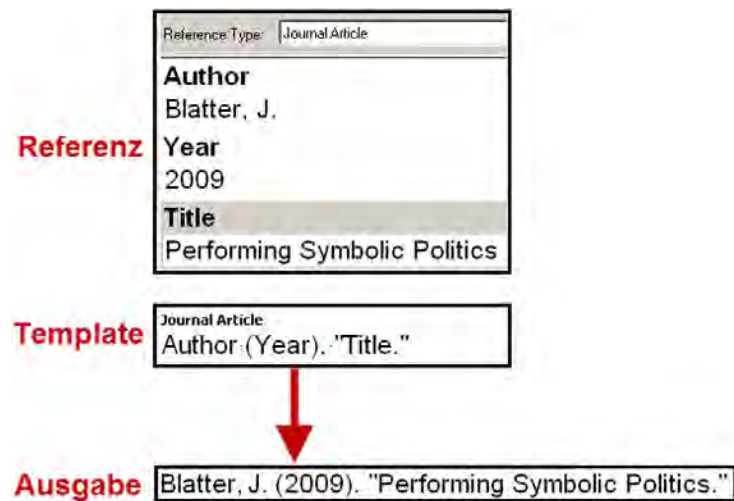 Reference Type: Journal Article
Author
Blatter, J.
Referenz Year
2009
Title
Performing Symbolic Politics
Journal Article
Template Author (Year). "Title."
Ausgabe Blatter, J. (2009). "Performing Symbolic Politics."